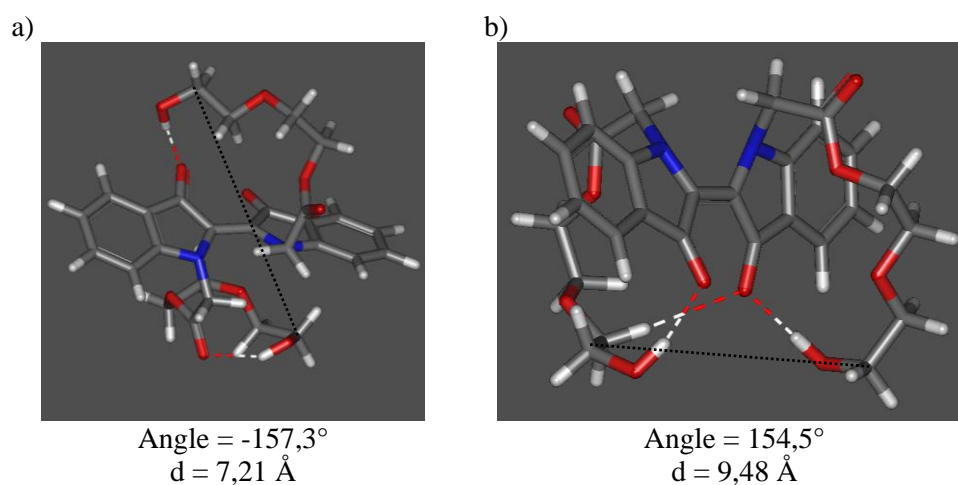 a)
b)
Angle = -157,3°
d = 7,21 Å
Angle = 154,5°
d = 9,48 Å